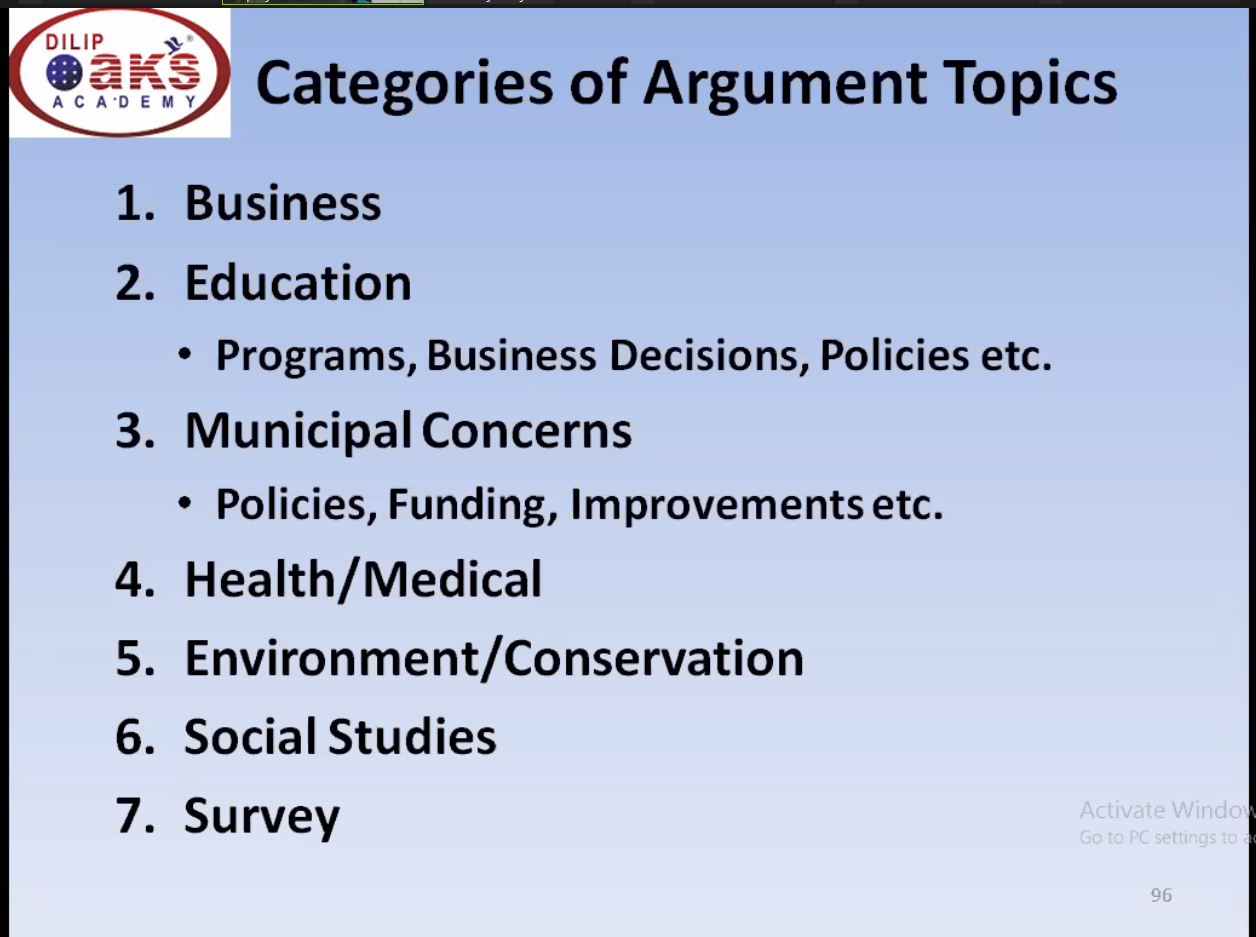 DILIP
oaks
ACADEMY
Categories of Argument Topics
1. Business
2. Education
• Programs, Business Decisions, Policies etc.
3. Municipal Concerns
• Policies, Funding, Improvements etc.
4. Health/Medical
5. Environment/Conservation
6. Social Studies
7. Survey
Activate Window
Go to PC settings to
96